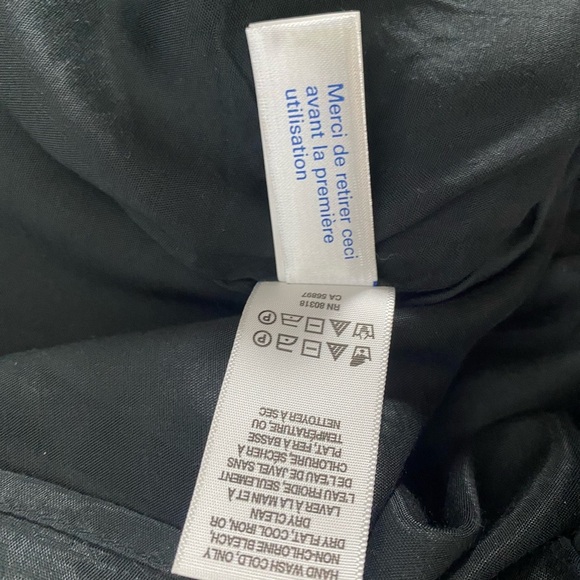 Merci de retirer ceci
avant la première
utilisation
HAND WASH COLD. ONLY
NON-CHLORINE BLEACH,
DRY FLAT, COOL IRON, OR
DRY CLEAN
LAVER À LA MAIN ET À
L'EAU FROIDE, SEULEMENT
DE L'EAU DE JAVEL SANS
CHLORURE, SÉCHER À
PLAT, FER À BASSE
TEMPÉRATURE, OU
NETTOYER À SEC
P
P
RN 80318
CA 56897